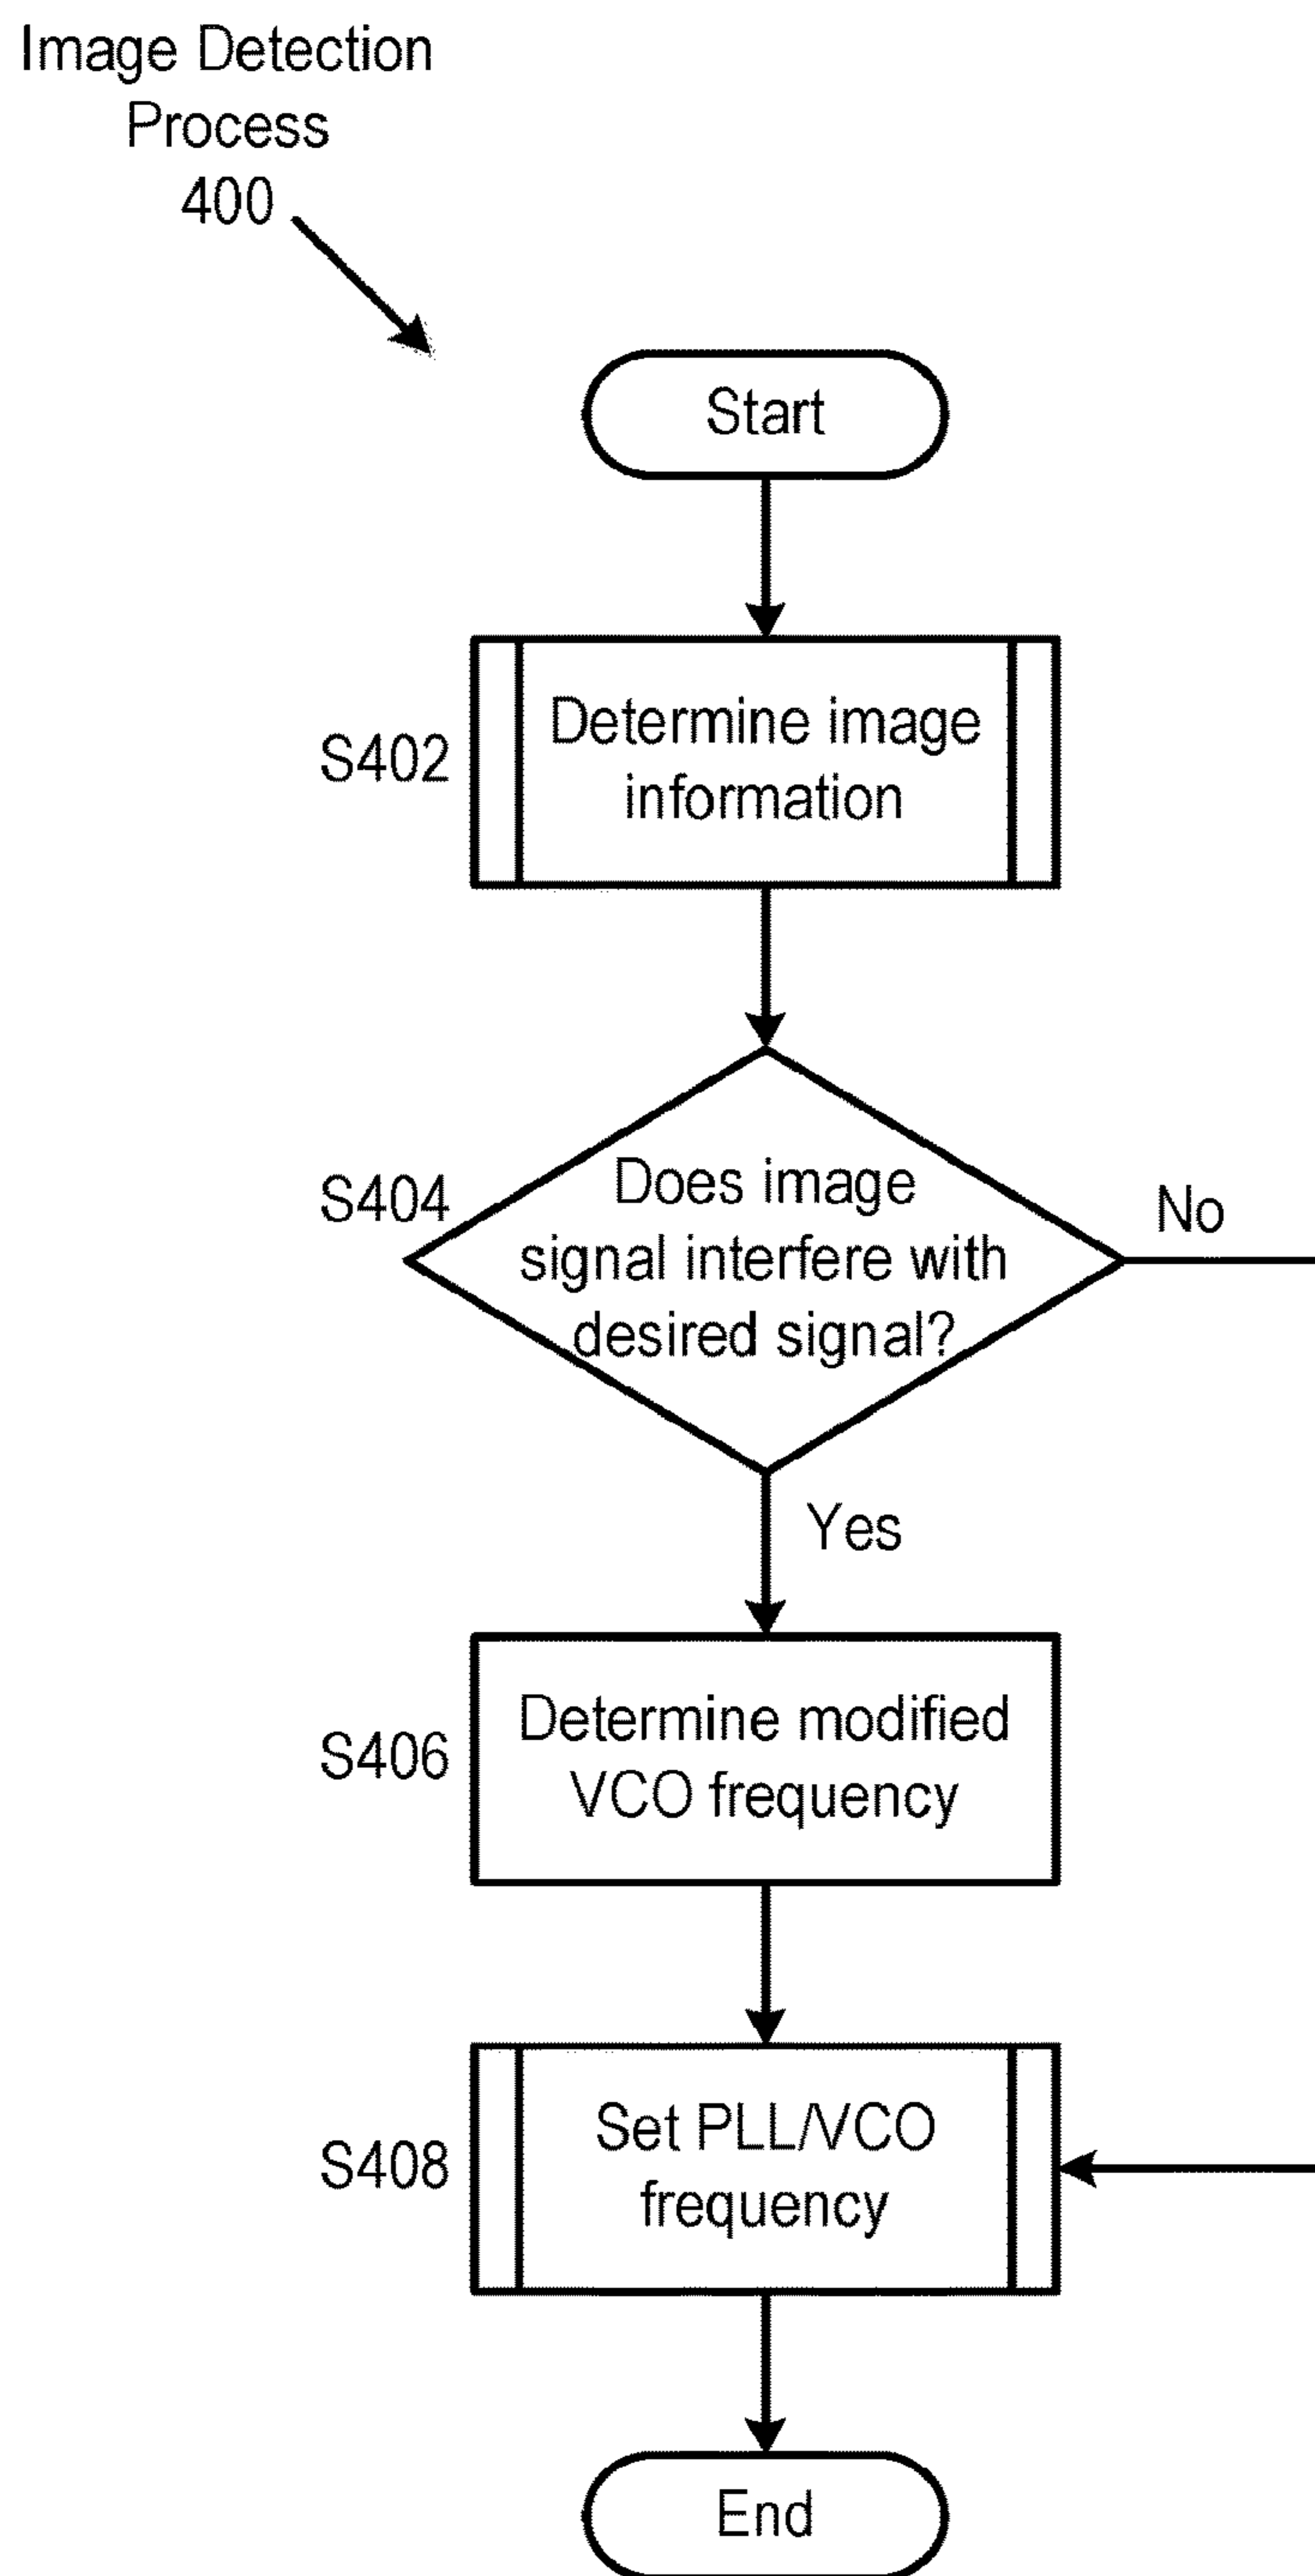 Image Detection
Process
400
Start
S402
Determine image
information
S404
Does image
signal interfere with
desired signal?
No
Yes
S406
Determine modified
VCO frequency
S408
Set PLL/VCO
frequency
End